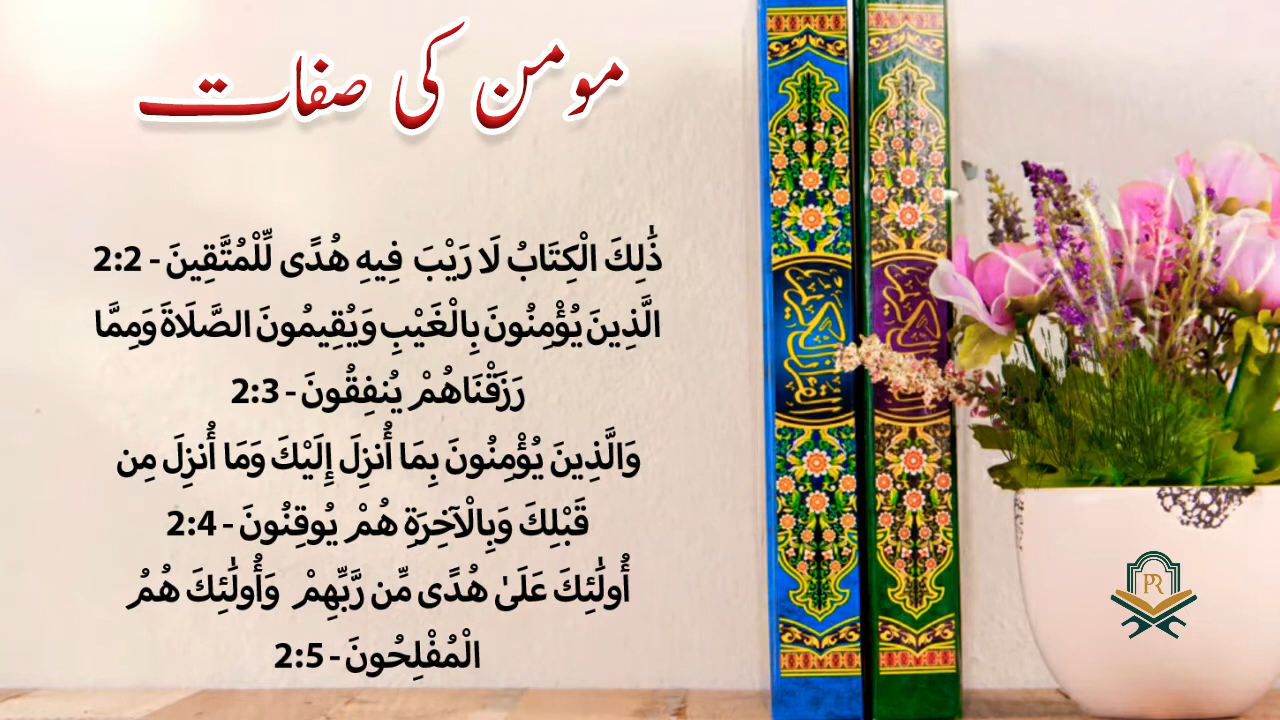 مومن کی صفات
ذَٰلِكَ الْكِتَابُ لَا رَيْبَ فِيهِ هُدًى لِّلْمُتَّقِينَ - 2:2
الَّذِينَ يُؤْمِنُونَ بِالْغَيْبِ وَيُقِيمُونَ الصَّلَاةَ وَمِمَّا
رَزَقْنَاهُمْ يُنفِقُونَ - 2:3
وَالَّذِينَ يُؤْمِنُونَ بِمَا أُنزِلَ إِلَيْكَ وَمَا أُنزِلَ مِن
قَبْلِكَ وَبِالْآخِرَةِ هُمْ يُوقِنُونَ - 2:4
أُولَٰئِكَ عَلَىٰ هُدًى مِّن رَّبِّهِمْ وَأُولَٰئِكَ هُمُ
الْمُفْلِحُونَ - 2:5
PR